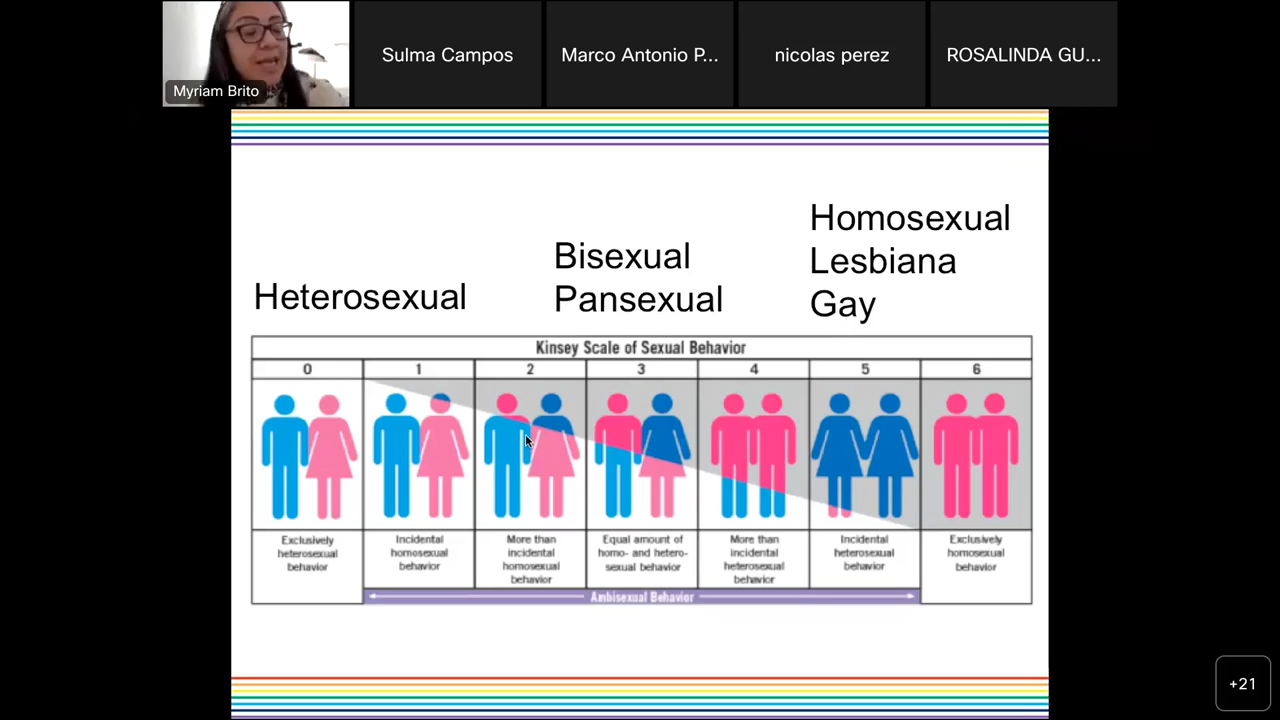 Sulma Campos
Marco Antonio P...
nicolas perez
ROSALINDA GU...
Myriam Brito
Heterosexual
Bisexual
Pansexual
Homosexual
Lesbiana
Gay
Kinsey Scale of Sexual Behavior
0 1 2 3 4 5 6
Exclusively
heterosexual
behavior
Incidental
homosexual
behavior
More than
incidental
homosexual
behavior
Equal amount of
homo- and hetero-
sexual behavior
More than
incidental
heterosexual
behavior
Incidental
heterosexual
behavior
Exclusively
homosexual
behavior
Ambisexual Behavior
+21